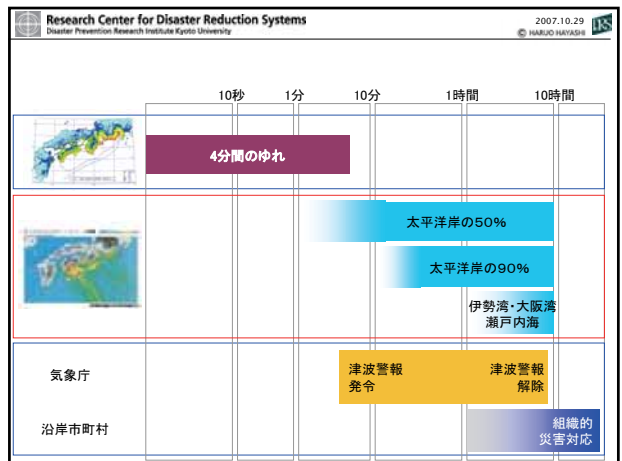 Research Center for Disaster Reduction Systems
Disaster Prevention Research Institute Kyoto University
2007.10.29
© HARUO HAYASHI
DRS
10秒 1分 10分 1時間 10時間
4分間のゆれ
太平洋岸の50%
太平洋岸の90%
伊勢湾・大阪湾
瀬戸内海
気象庁
津波警報
発令
津波警報
解除
沿岸市町村
組織的
災害対応